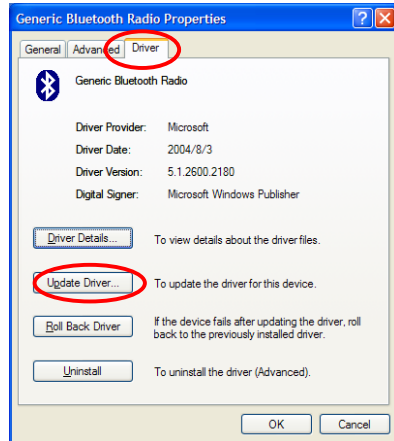 Generic Bluetooth Radio Properties
General Advanced Driver
Generic Bluetooth Radio
Driver Provider: Microsoft
Driver Date: 2004/8/3
Driver Version: 5.1.2600.2180
Digital Signer: Microsoft Windows Publisher
Driver Details... To view details about the driver files.
Update Driver... To update the driver for this device.
Roll Back Driver If the device fails after updating the driver, roll
back to the previously installed driver.
Uninstall To uninstall the driver (Advanced).
OK Cancel